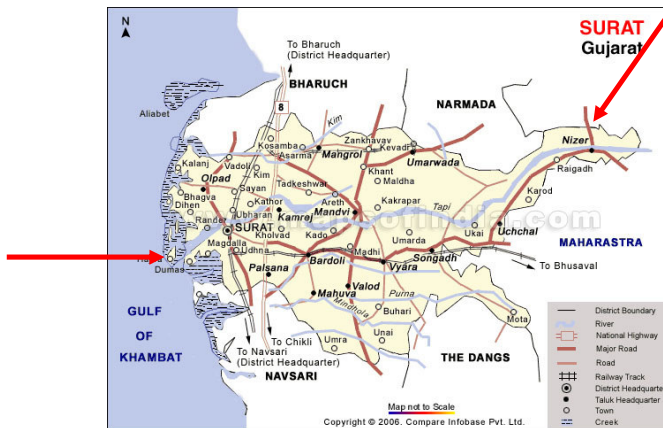 N
SURAT
Gujarat
To Bharuch
(District Headquarter)
BHARUCH
8
NARMADA
Aliabet
Kim
Nizer
Kosamba
Asarma
Zankhavav
Kevadi
Mangrol
Umarwada
Kalanj
Vadoli
Khant
Raigadh
Olpad
Kim
Maldha
Sayan
Tadkeshwar
Karod
Bhagva
Dihen
Kathor
Areth
Kakrapar
Tapi
Ubharan
Kamrej
Mandvi
Rander
SURAT
Kholvad
Kado
Umarda
Ukai
Uchchal
Magdalla
Udhna
Madhi
Songadh
MAHARASTRA
Dumas
Palsana
Bardoli
Vyara
To Bhusaval
Valod
Mahuva
Purna
Mindhola
Buhari
Mota
GULF
OF
KHAMBAT
To Chikli
Umra
Unai
To Navsari
(District Headquarter)
NAVSARI
THE DANGS
District Boundary
River
National Highway
Major Road
Road
Railway Track
District Headquarte
Taluk Headquarter
Town
Creek
Map not to Scale
Copyright © 2006. Compare Infobase Pvt. Ltd.